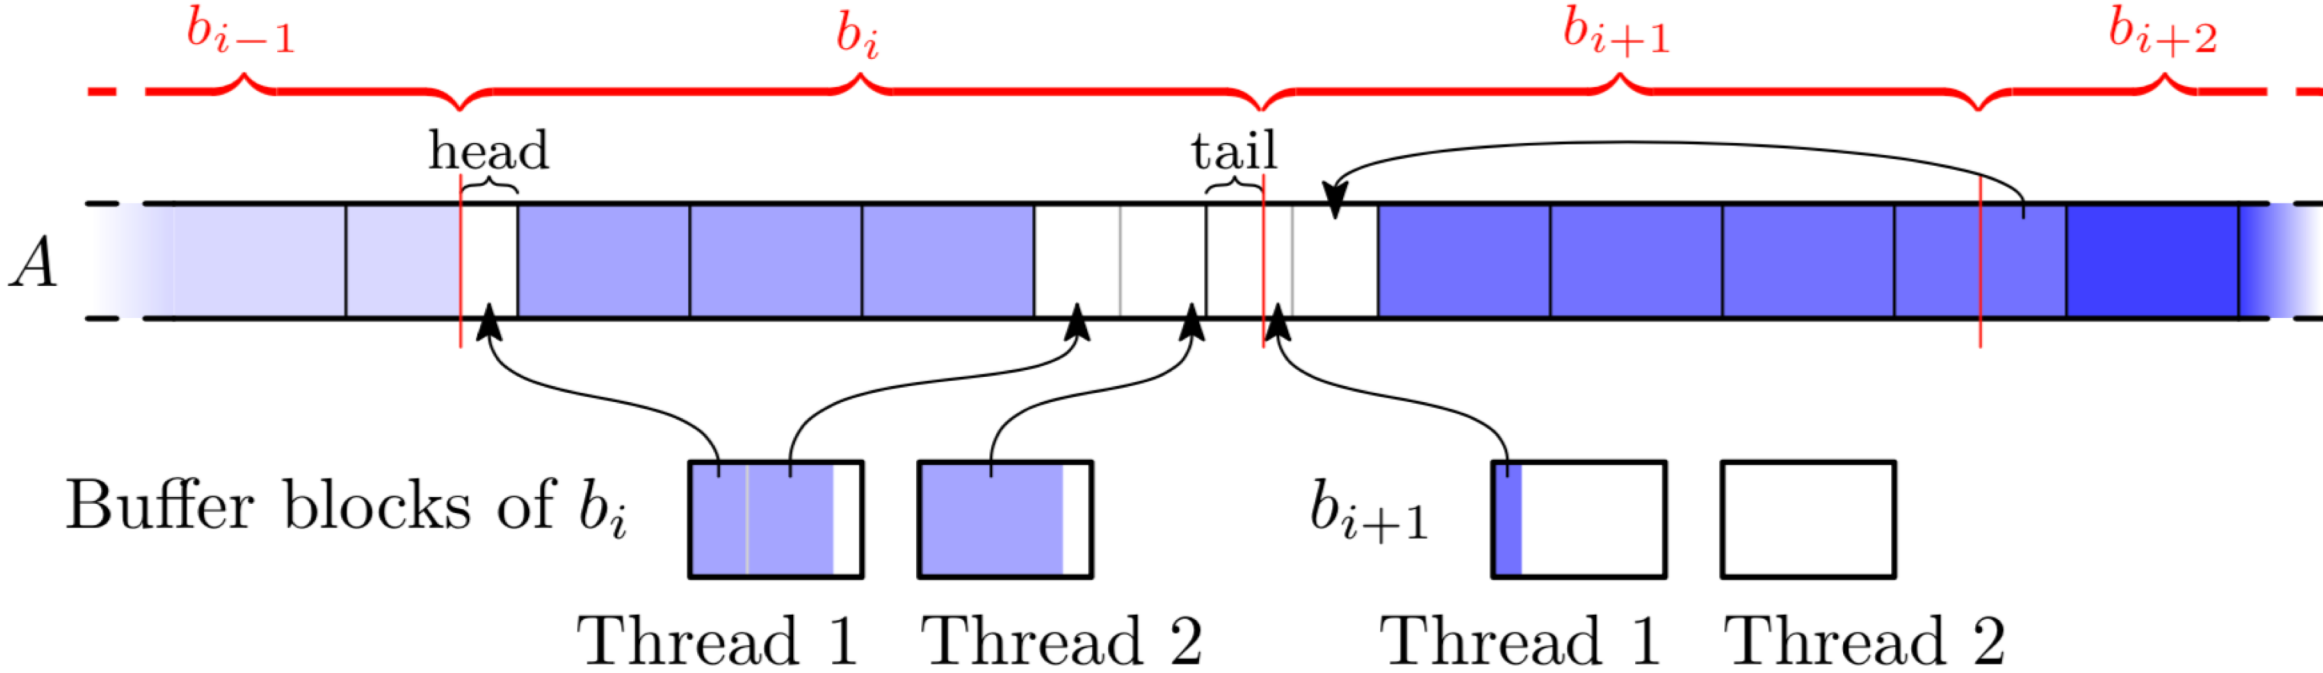 b_{i−1} b_i b_{i+1} b_{i+2}
head tail
A
Buffer blocks of b_i b_{i+1}
Thread 1 Thread 2 Thread 1 Thread 2